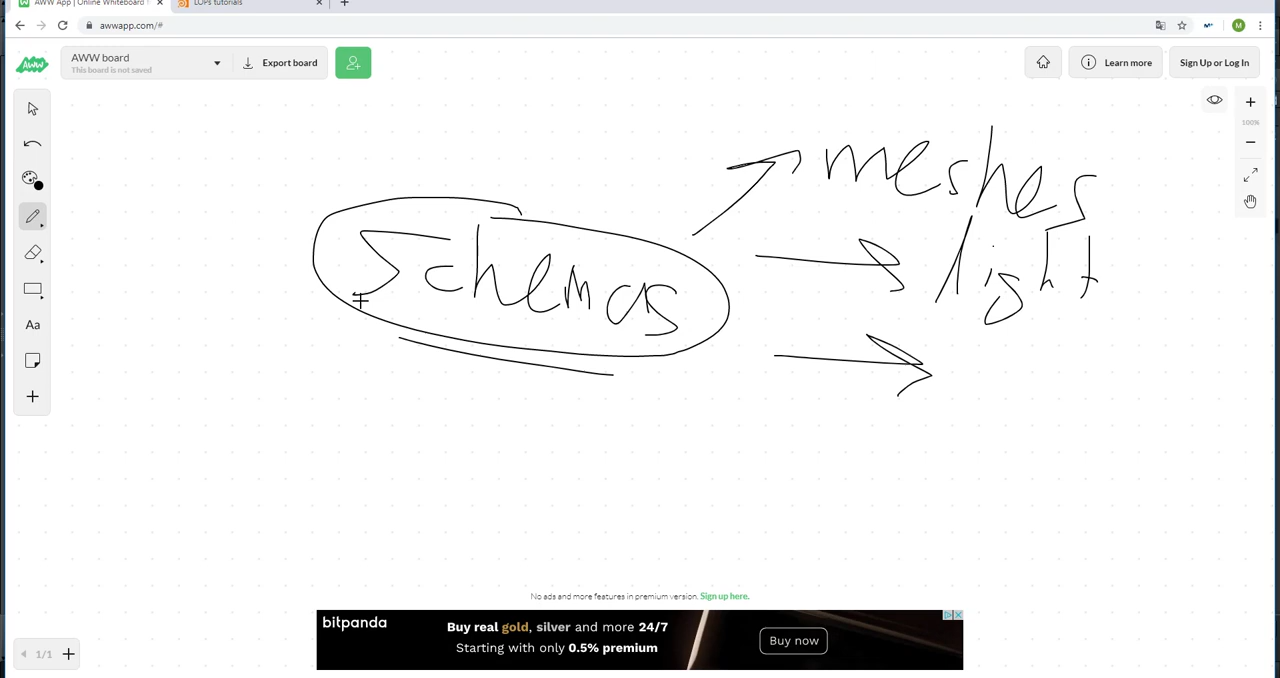 AWW App | Online Whiteboard
LOPs tutorials
awwapp.com/#
M
AWW
AWW board
This board is not saved
Export board
Learn more
Sign Up or Log In
100%
meshes
Schemas
light
Aa
No ads and more features in premium version. Sign up here.
bitpanda
Buy real gold, silver and more 24/7
Starting with only 0.5% premium
Buy now
1/1